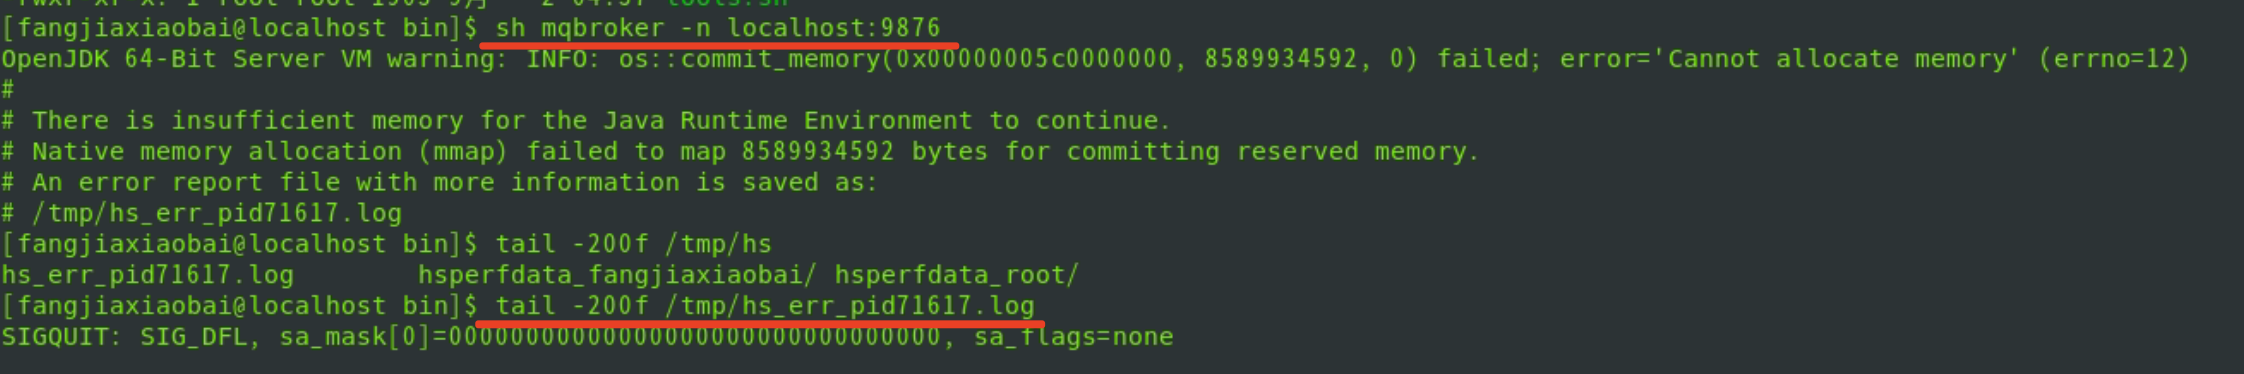 [fangjiaxiaobai@localhost bin]$ sh mqbroker -n localhost:9876
OpenJDK 64-Bit Server VM warning: INFO: os::commit_memory(0x00000005c0000000, 8589934592, 0) failed; error='Cannot allocate memory' (errno=12)
#
# There is insufficient memory for the Java Runtime Environment to continue.
# Native memory allocation (mmap) failed to map 8589934592 bytes for committing reserved memory.
# An error report file with more information is saved as:
# /tmp/hs_err_pid71617.log
[fangjiaxiaobai@localhost bin]$ tail -200f /tmp/hs
hs_err_pid71617.log hsperfdata_fangjiaxiaobai/ hsperfdata_root/
[fangjiaxiaobai@localhost bin]$ tail -200f /tmp/hs_err_pid71617.log
SIGQUIT: SIG_DFL, sa_mask[0]=00000000000000000000000000000000, sa_flags=none